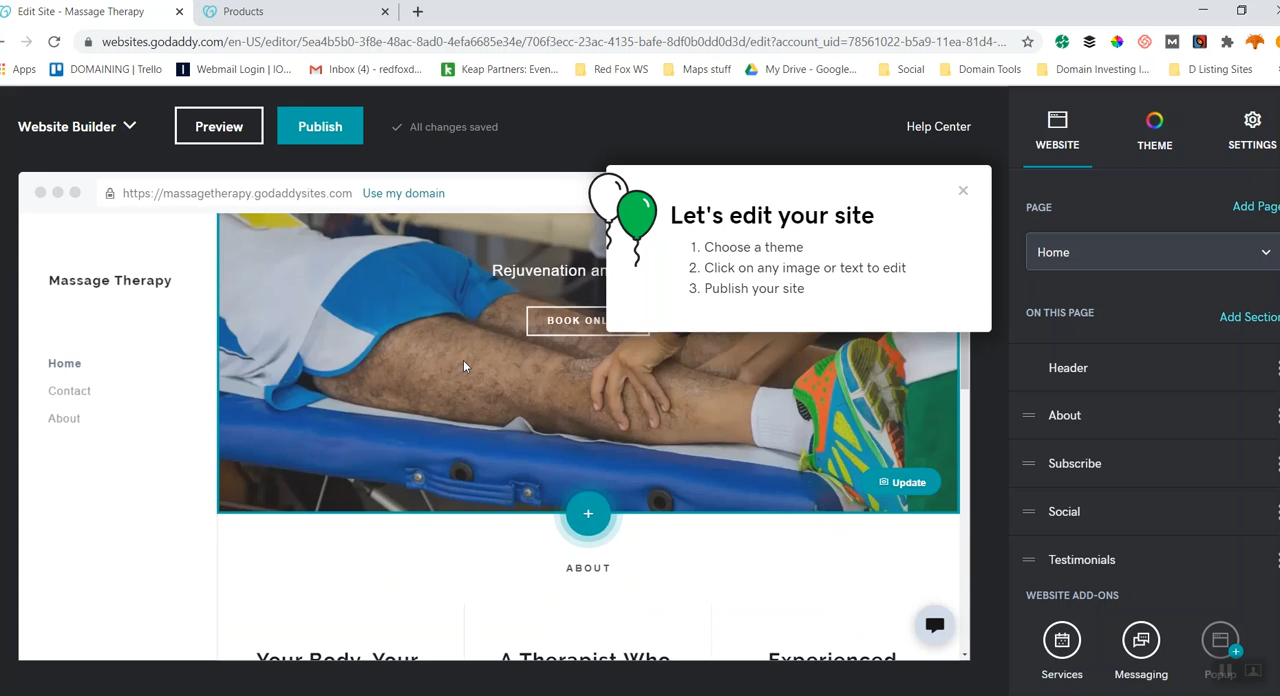 Edit Site - Massage Therapy
Products
websites.godaddy.com/en-US/editor/5ea4b5b0-3f8e-48ac-8ad0-4efa6685e34e/706f3ecc-23ac-4135-bafe-8df0b0dd0d3d/edit?account_uid=78561022-b5a9-11ea-81d4-...
Apps
DOMAINING | Trello
Webmail Login | IO...
Inbox (4) - redfoxd...
Keap Partners: Even...
Red Fox WS
Maps stuff
My Drive - Google...
Social
Domain Tools
Domain Investing I...
D Listing Sites
Website Builder
Preview
Publish
All changes saved
Help Center
WEBSITE
THEME
SETTINGS
https://massagetherapy.godaddysites.com
Use my domain
Let's edit your site
1. Choose a theme
2. Click on any image or text to edit
3. Publish your site
PAGE
Add Page
Home
ON THIS PAGE
Add Section
Header
About
Subscribe
Social
Testimonials
WEBSITE ADD-ONS
Services
Messaging
Popup
Massage Therapy
Home
Contact
About
Rejuvenation an
BOOK ONL
Update
ABOUT
Your Body, Your
A Therapist Who
Experienced